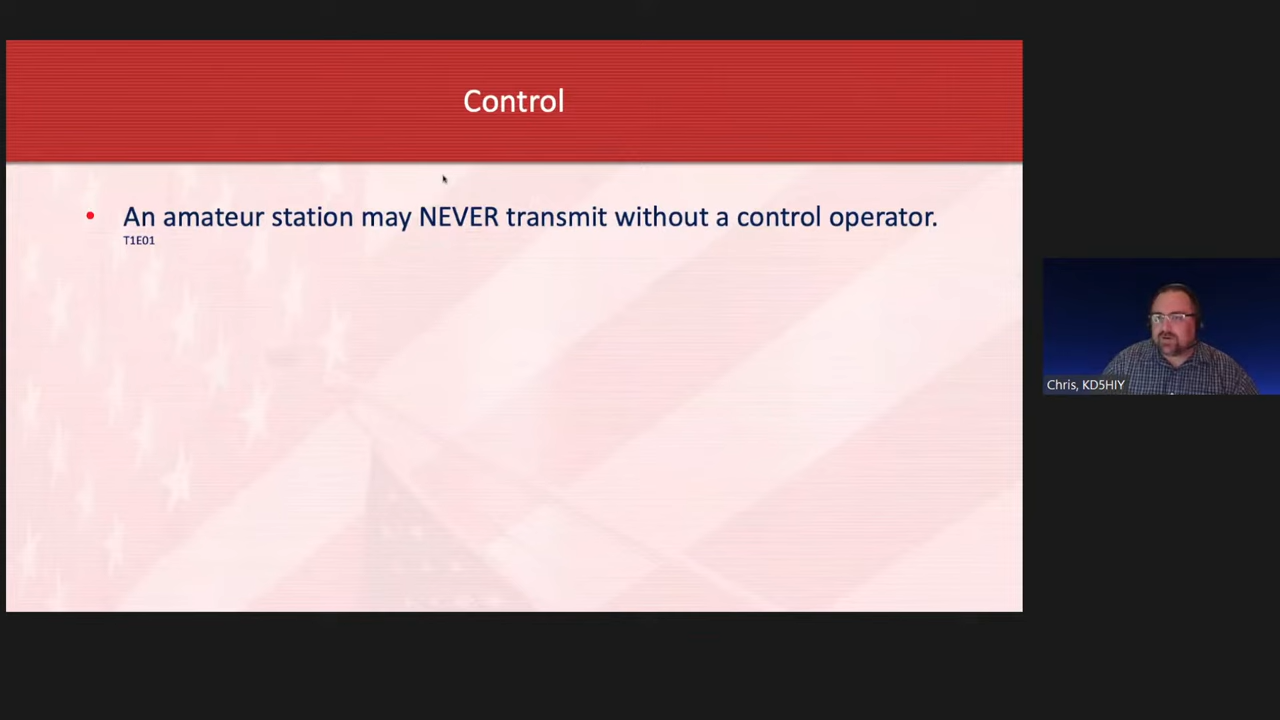 Control
• An amateur station may NEVER transmit without a control operator.
T1E01
Chris, KD5HIY